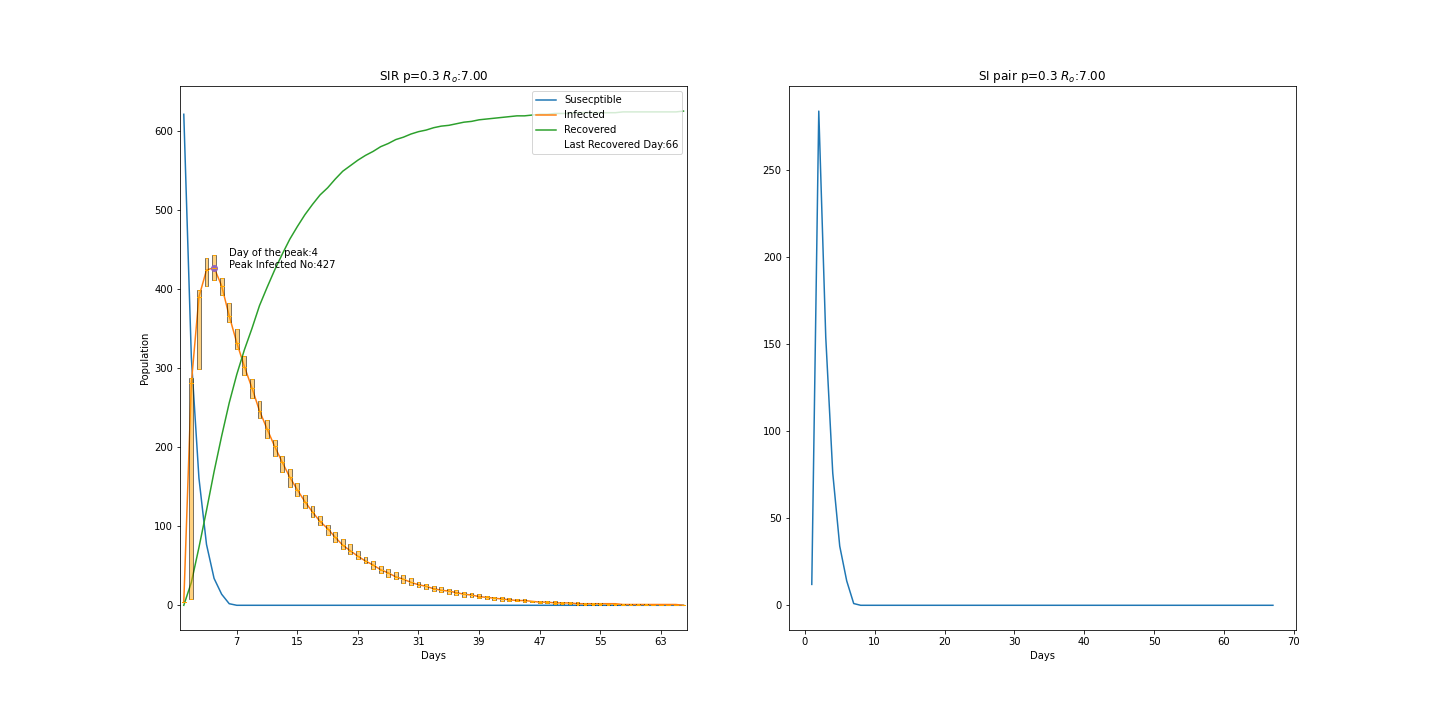 SIR p=0.3 Rₒ:7.00
Susecptible
Infected
Recovered
Last Recovered Day:66
Day of the peak:4
Peak Infected No:427
600
500
400
300
200
100
0
Population
7 15 23 31 39 47 55 63
Days
SI pair p=0.3 Rₒ:7.00
250
200
150
100
50
0
0 10 20 30 40 50 60 70
Days